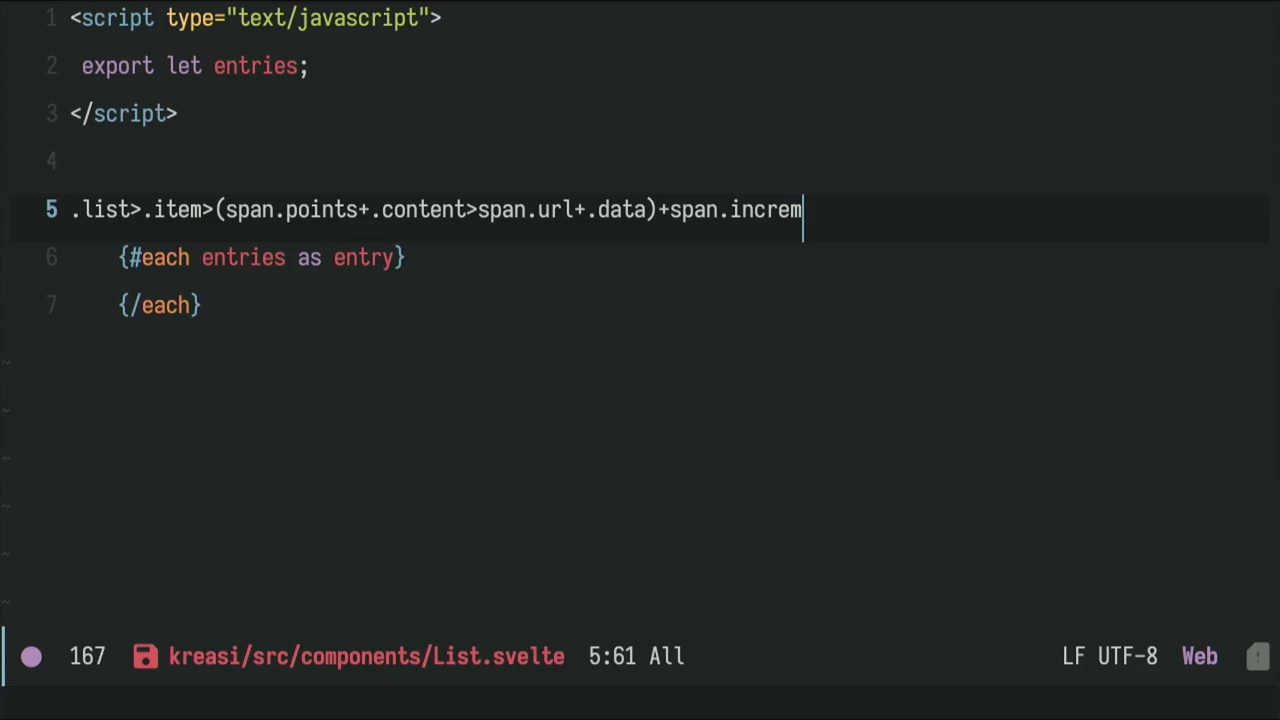 1 <script type="text/javascript">
2 export let entries;
3 </script>
4
5 .list>.item>(span.points+.content>span.url+.data)+span.increm
6 {#each entries as entry}
7 {/each}
~
~
~
~
~
~
167 kreasi/src/components/List.svelte 5:61 All LF UTF-8 Web